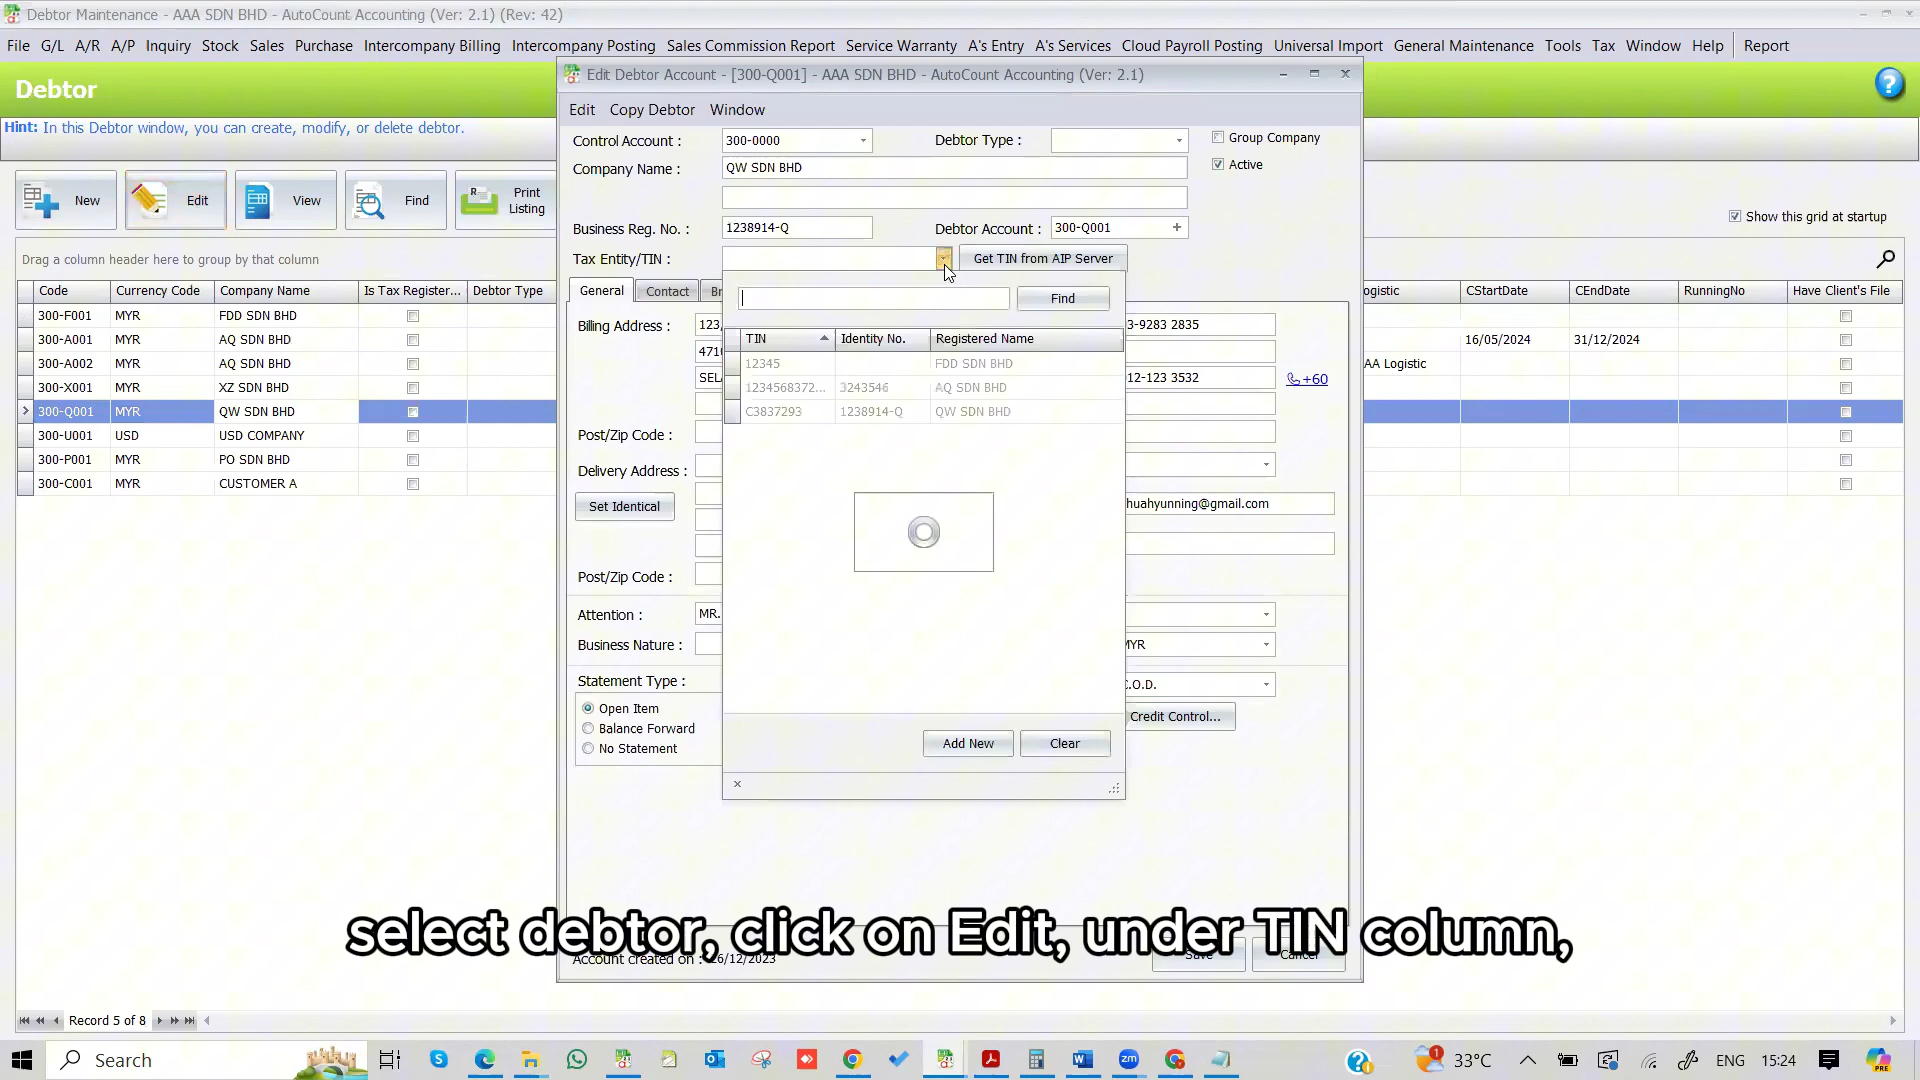 Debtor Maintenance - AAA SDN BHD - AutoCount Accounting (Ver: 2.1) (Rev: 42)
File G/L A/R A/P Inquiry Stock Sales Purchase Intercompany Billing Intercompany Posting Sales Commission Report Service Warranty A's Entry A's Services Cloud Payroll Posting Universal Import General Maintenance Tools Tax Window Help Report
Debtor
Hint: In this Debtor window, you can create, modify, or delete debtor.
New Edit View Find Print Listing
Show this grid at startup
Drag a column header here to group by that column
Code Currency Code Company Name Is Tax Register... Debtor Type ogistic CStartDate CEndDate RunningNo Have Client's File
300-F001 MYR FDD SDN BHD
300-A001 MYR AQ SDN BHD 16/05/2024 31/12/2024
300-A002 MYR AQ SDN BHD AA Logistic
300-X001 MYR XZ SDN BHD
300-Q001 MYR QW SDN BHD
300-U001 USD USD COMPANY
300-P001 MYR PO SDN BHD
300-C001 MYR CUSTOMER A
Edit Debtor Account - [300-Q001] - AAA SDN BHD - AutoCount Accounting (Ver: 2.1)
Edit Copy Debtor Window
Control Account : 300-0000 Debtor Type : Group Company
Company Name : QW SDN BHD Active
Business Reg. No. : 1238914-Q Debtor Account : 300-Q001
Tax Entity/TIN : Get TIN from AIP Server
General Contact Br
Find
TIN Identity No. Registered Name
12345 FDD SDN BHD
1234568372... 3243546 AQ SDN BHD
C3837293 1238914-Q QW SDN BHD
Add New Clear
Billing Address : 123, 3-9283 2835
471
SEL 12-123 3532 +60
Post/Zip Code :
Delivery Address :
Set Identical huahyunning@gmail.com
Post/Zip Code :
Attention : MR.
Business Nature : MYR
Statement Type : C.O.D.
Open Item Credit Control...
Balance Forward
No Statement
select debtor, click on Edit, under TIN column,
Account created on : 26/12/2023 Save Cancel
Record 5 of 8
Search 1 33°C ENG 15:24